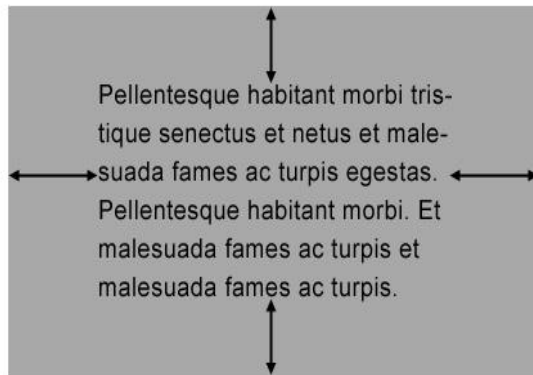 Pellentesque habitant morbi tris-
tique senectus et netus et male-
suada fames ac turpis egestas.
Pellentesque habitant morbi. Et
malesuada fames ac turpis et
malesuada fames ac turpis.